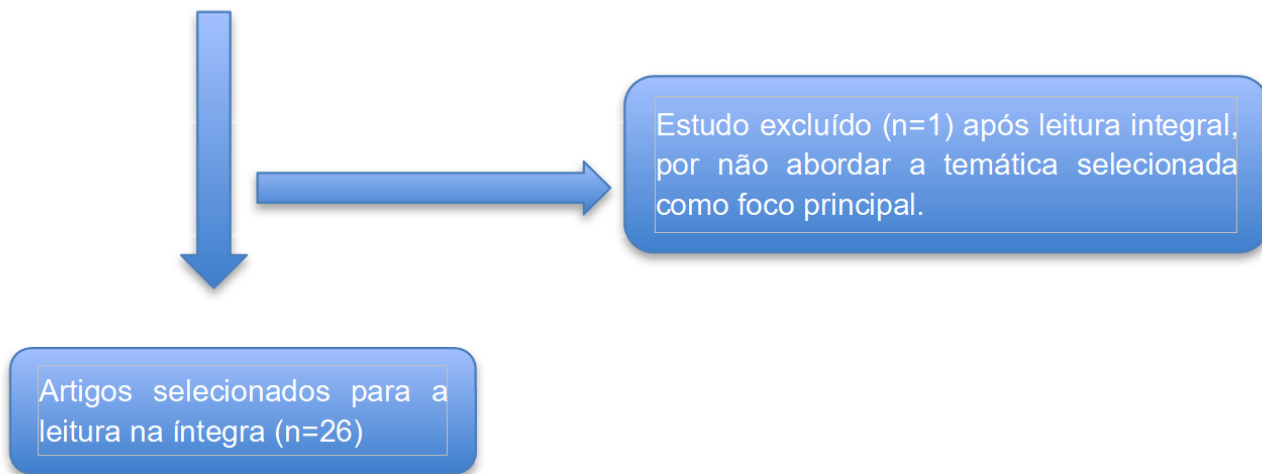 Estudo excluído (n=1) após leitura integral,
por não abordar a temática selecionada
como foco principal.
Artigos selecionados para a
leitura na íntegra (n=26)